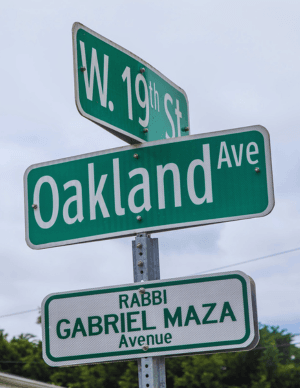 W. 19th St
Oakland Ave
RABBI
GABRIEL MAZA
Avenue